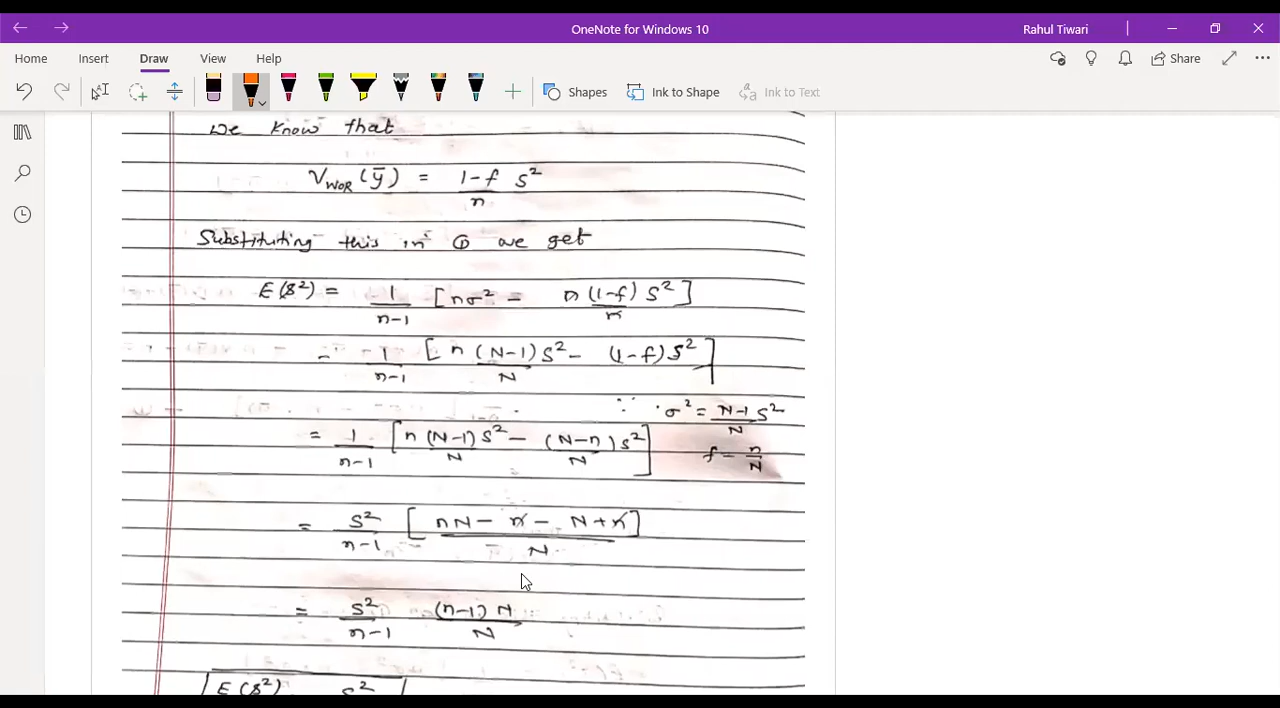 OneNote for Windows 10
Rahul Tiwari
Home Insert Draw View Help
Share
Shapes Ink to Shape Ink to Text
We know that
V_WOR (ȳ) = (1-f)/n S²
Substituting this in ① we get
E(s²) = 1/(n-1) [nσ² - n (1-f)/n S²]
= 1/(n-1) [n (N-1)/N S² - (1-f) S²]
∵ σ² = (N-1)/N S²
= 1/(n-1) [n (N-1)/N S² - (N-n)/N S²] f = n/N
= S²/(n-1) [(nN - n - N + n)/N]
= S²/(n-1) (n-1) N/N
E(s²) S²